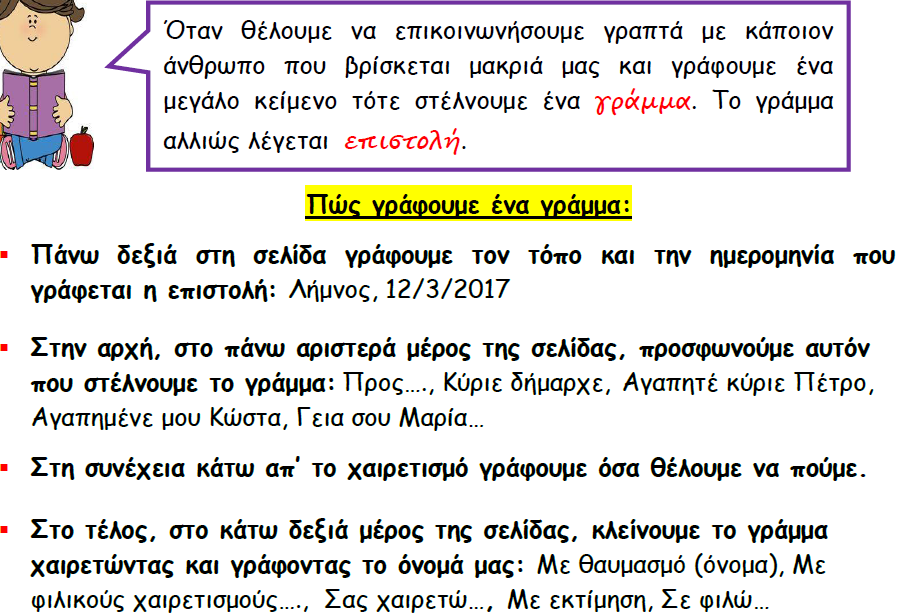 Όταν θέλουμε να επικοινωνήσουμε γραπτά με κάποιον
άνθρωπο που βρίσκεται μακριά μας και γράφουμε ένα
μεγάλο κείμενο τότε στέλνουμε ένα γράμμα. Το γράμμα
αλλιώς λέγεται επιστολή.
Πώς γράφουμε ένα γράμμα:
▪ Πάνω δεξιά στη σελίδα γράφουμε τον τόπο και την ημερομηνία που
γράφεται η επιστολή: Λήμνος, 12/3/2017
▪ Στην αρχή, στο πάνω αριστερά μέρος της σελίδας, προσφωνούμε αυτόν
που στέλνουμε το γράμμα: Προς…., Κύριε δήμαρχε, Αγαπητέ κύριε Πέτρο,
Αγαπημένε μου Κώστα, Γεια σου Μαρία…
▪ Στη συνέχεια κάτω απ' το χαιρετισμό γράφουμε όσα θέλουμε να πούμε.
▪ Στο τέλος, στο κάτω δεξιά μέρος της σελίδας, κλείνουμε το γράμμα
χαιρετώντας και γράφοντας το όνομά μας: Με θαυμασμό (όνομα), Με
φιλικούς χαιρετισμούς…., Σας χαιρετώ…, Με εκτίμηση, Σε φιλώ…